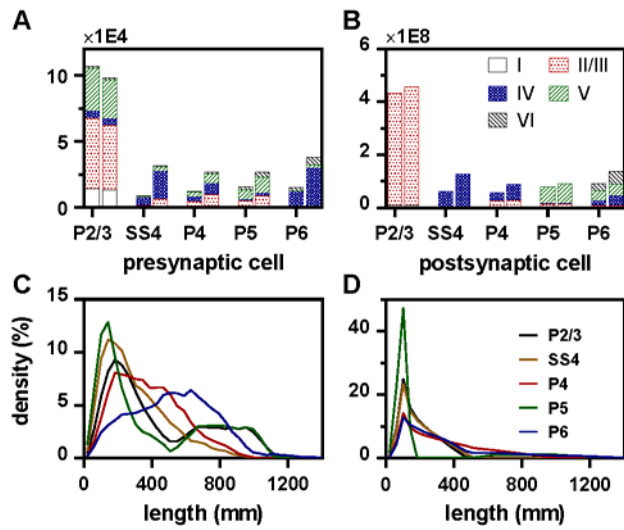 A
×1E4
10
5
0
P2/3 SS4 P4 P5 P6
presynaptic cell
B
×1E8
6
4
2
0
I II/III
IV V
VI
P2/3 SS4 P4 P5 P6
postsynaptic cell
C
15
10
5
0
density (%)
0 400 800 1200
length (mm)
D
40
20
0
P2/3
SS4
P4
P5
P6
0 400 800 1200
length (mm)